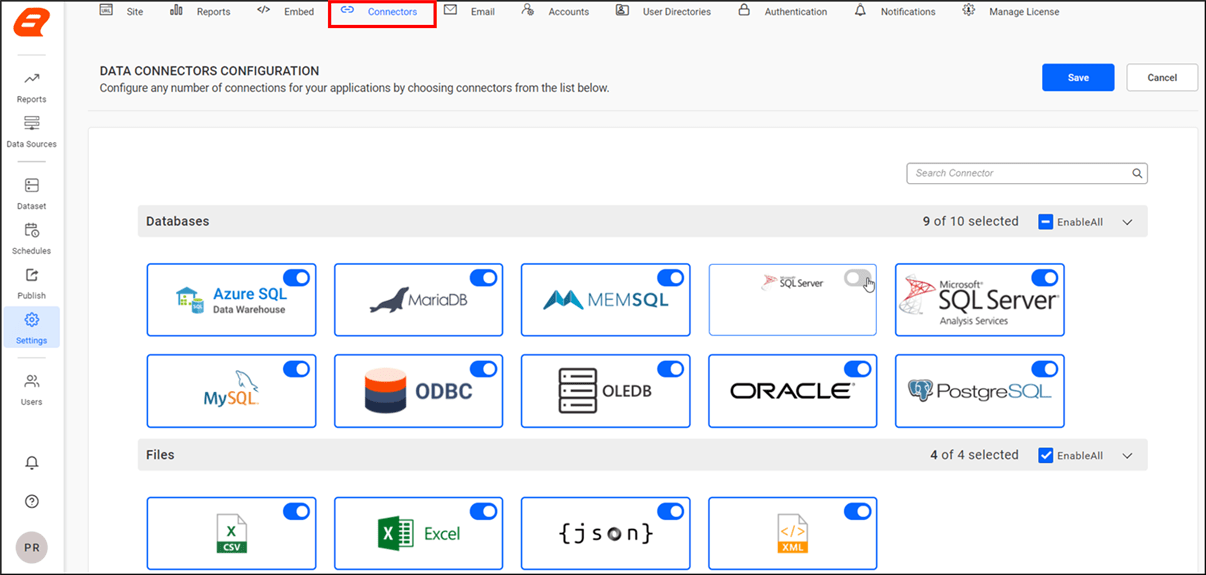 URL Site Reports Embed Connectors Email Accounts User Directories Authentication Notifications Manage License
DATA CONNECTORS CONFIGURATION
Configure any number of connections for your applications by choosing connectors from the list below.
Save
Cancel
Reports
Data Sources
Dataset
Schedules
Publish
Settings
Users
PR
Search Connector
Databases
9 of 10 selected
EnableAll
Azure SQL
Data Warehouse
MariaDB
MEMSQL
Microsoft
SQL Server
Microsoft
SQL Server
Analysis Services
MySQL
ODBC
OLEDB
ORACLE
PostgreSQL
Files
4 of 4 selected
EnableAll
X
CSV
X
Excel
{json}
</>
XML